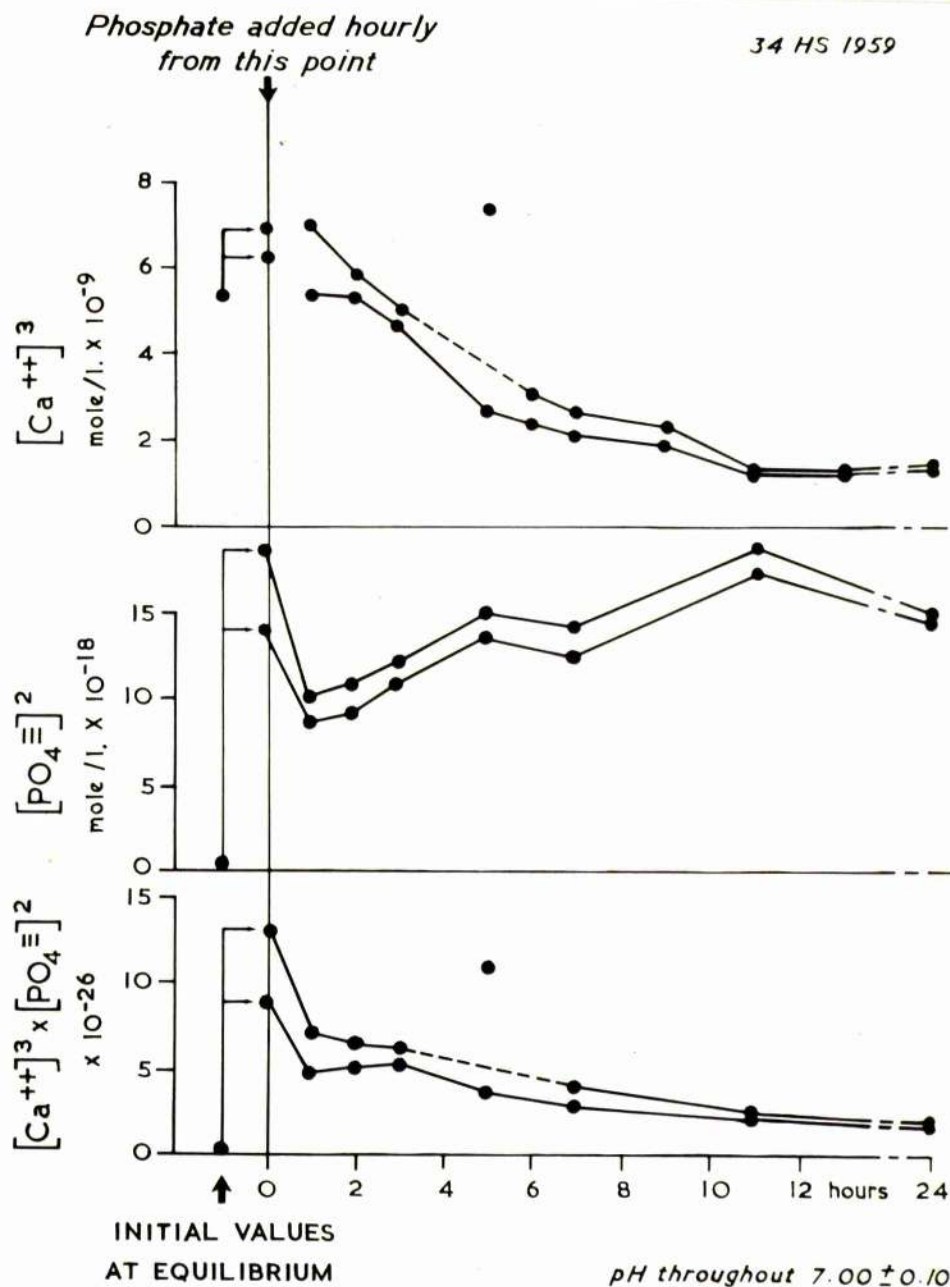 Phosphate added hourly
from this point
34 HS 1959
[Ca++]3
mole/l. X 10-9
8
6
4
2
0
[PO4≡]2
mole/l. X 10-18
15
10
5
0
[Ca++]3 x [PO4≡]2
x 10-26
15
10
5
0
0 2 4 6 8 10 12 hours 24
INITIAL VALUES
AT EQUILIBRIUM
pH throughout 7.00 ± 0.10